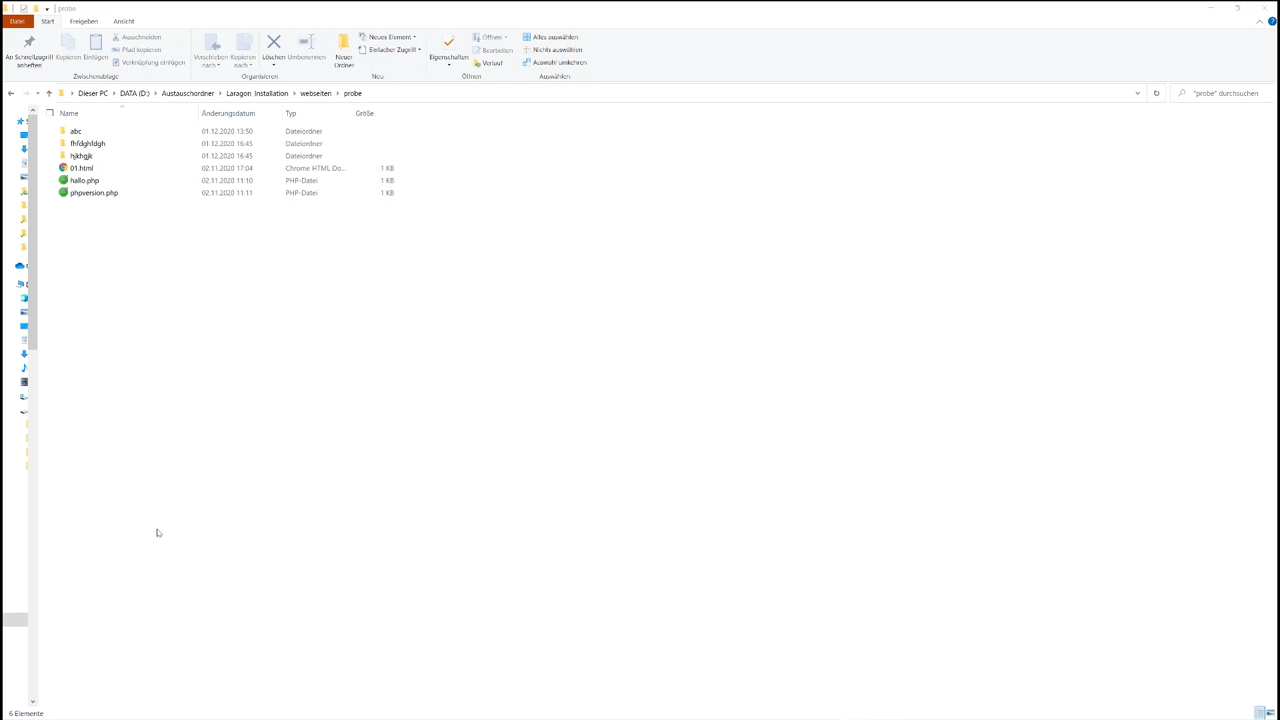 probe
Datei Start Freigeben Ansicht
An Schnellzugriff anheften
Kopieren
Einfügen
Ausschneiden
Pfad kopieren
Verknüpfung einfügen
Zwischenablage
Verschieben nach
Kopieren nach
Löschen
Umbenennen
Organisieren
Neuer Ordner
Neues Element
Einfacher Zugriff
Neu
Eigenschaften
Öffnen
Bearbeiten
Verlauf
Öffnen
Alles auswählen
Nichts auswählen
Auswahl umkehren
Auswählen
Dieser PC > DATA (D:) > Austauschordner > Laragon_Installation > webseiten > probe
"probe" durchsuchen
Name Änderungsdatum Typ Größe
abc 01.12.2020 13:50 Dateiordner
fhfdghfdgh 01.12.2020 16:45 Dateiordner
hjkhgjk 01.12.2020 16:45 Dateiordner
01.html 02.11.2020 17:04 Chrome HTML Do... 1 KB
hallo.php 02.11.2020 11:10 PHP-Datei 1 KB
phpversion.php 02.11.2020 11:11 PHP-Datei 1 KB
6 Elemente